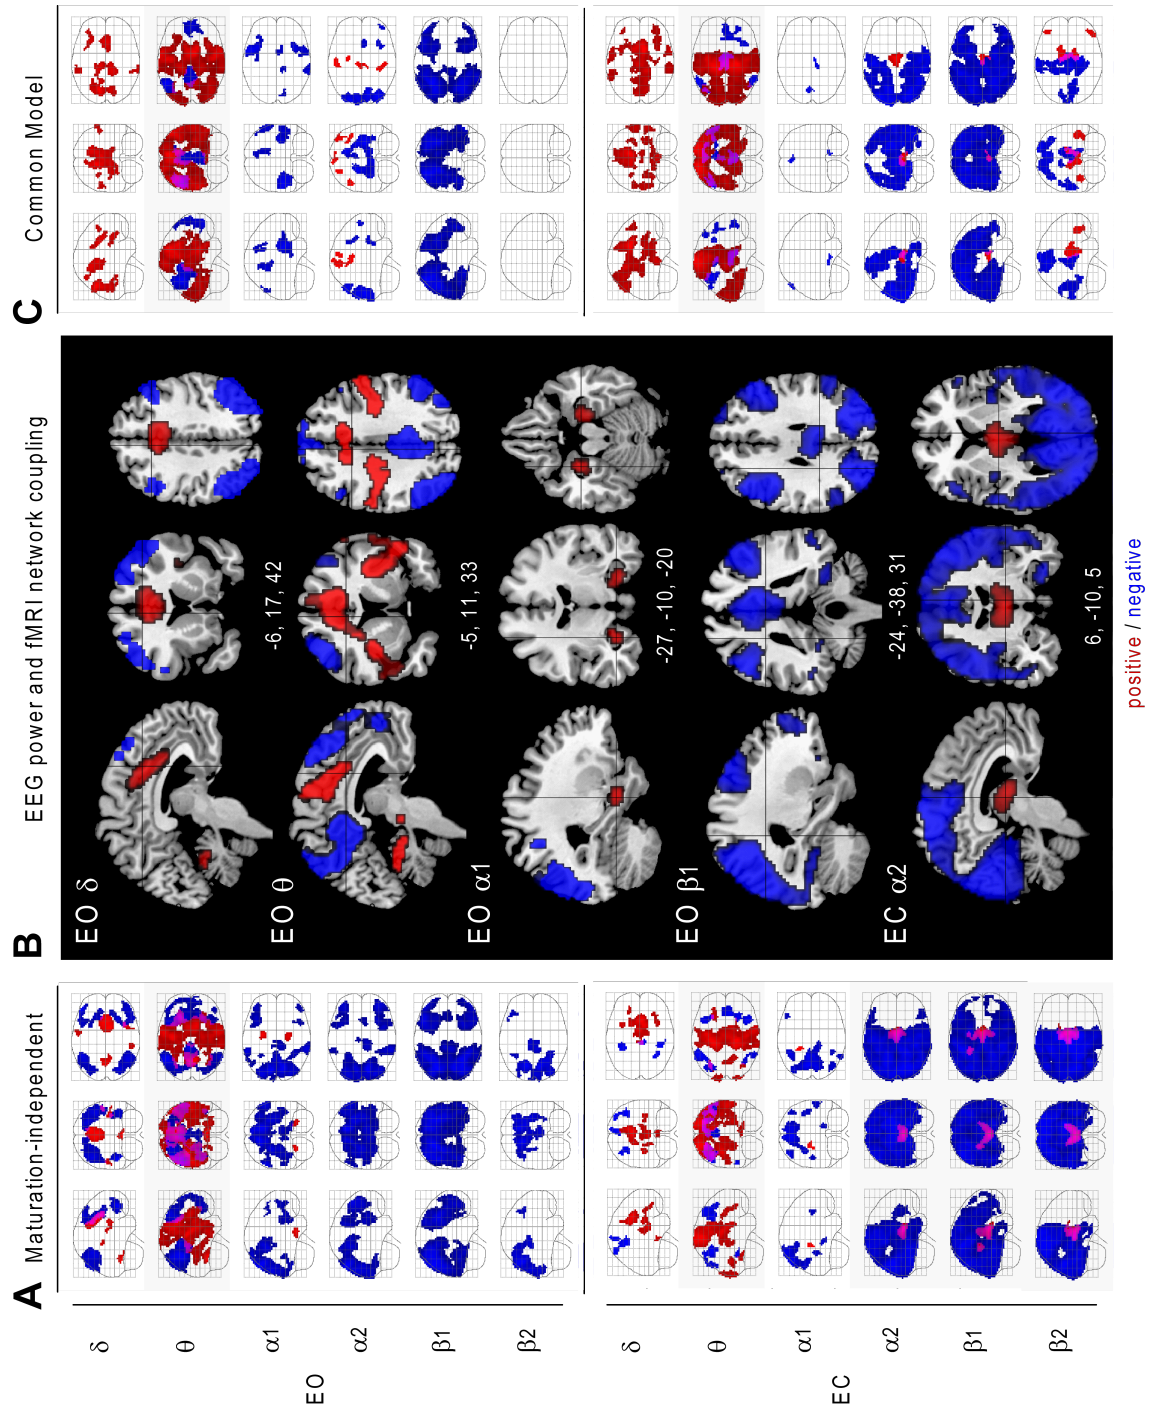 A Maturation-independent
EO
δ
θ
α1
α2
β1
β2
EC
δ
θ
α1
α2
β1
β2
B EEG power and fMRI network coupling
EO δ
-6, 17, 42
EO θ
-5, 11, 33
EO α1
-27, -10, -20
EO β1
-24, -38, 31
EC α2
6, -10, 5
positive / negative
C Common Model